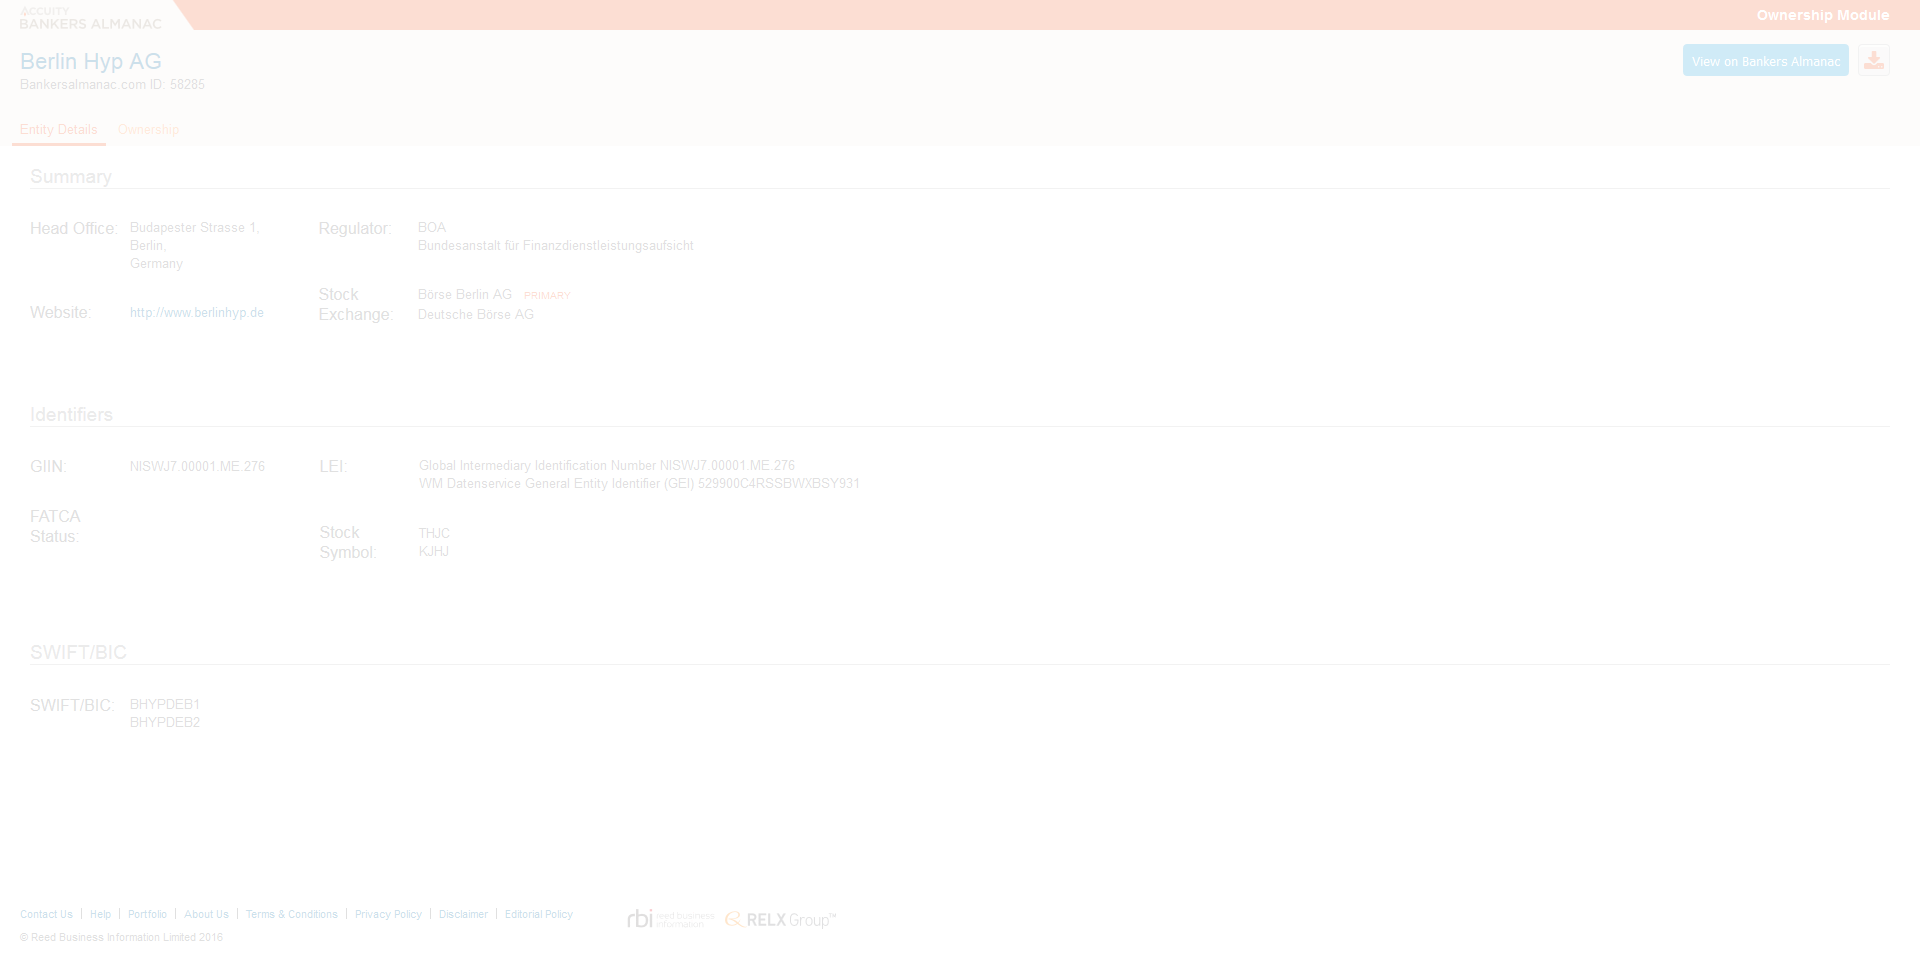 ACCUITY
BANKERS ALMANAC
Ownership Module
Berlin Hyp AG
Bankersalmanac.com ID: 58285
View on Bankers Almanac
Entity Details Ownership
Summary
Head Office: Budapester Strasse 1,
Berlin,
Germany
Regulator: BOA
Bundesanstalt für Finanzdienstleistungsaufsicht
Website: http://www.berlinhyp.de
Stock Exchange: Börse Berlin AG PRIMARY
Deutsche Börse AG
Identifiers
GIIN: NISWJ7.00001.ME.276
LEI: Global Intermediary Identification Number NISWJ7.00001.ME.276
WM Datenservice General Entity Identifier (GEI) 529900C4RSSBWXBSY931
FATCA
Status:
Stock Symbol: THJC
KJHJ
SWIFT/BIC
SWIFT/BIC: BHYPDEB1
BHYPDEB2
Contact Us | Help | Portfolio | About Us | Terms & Conditions | Privacy Policy | Disclaimer | Editorial Policy
rbi reed business information RELX Group™
© Reed Business Information Limited 2016